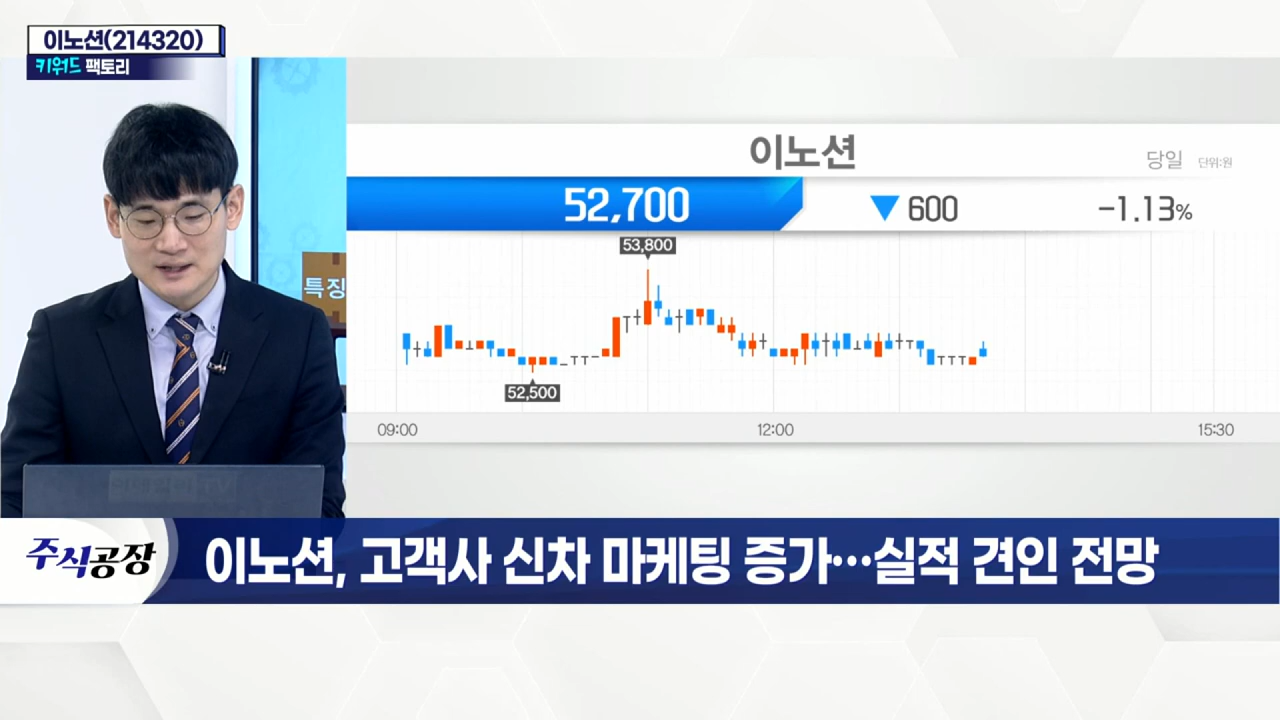 이노션(214320)
키워드 팩토리
특징
이노션
당일 단위:원
52,700 ▼ 600 -1.13%
53,800
52,500
09:00 12:00 15:30
주식공장
이노션, 고객사 신차 마케팅 증가…실적 견인 전망